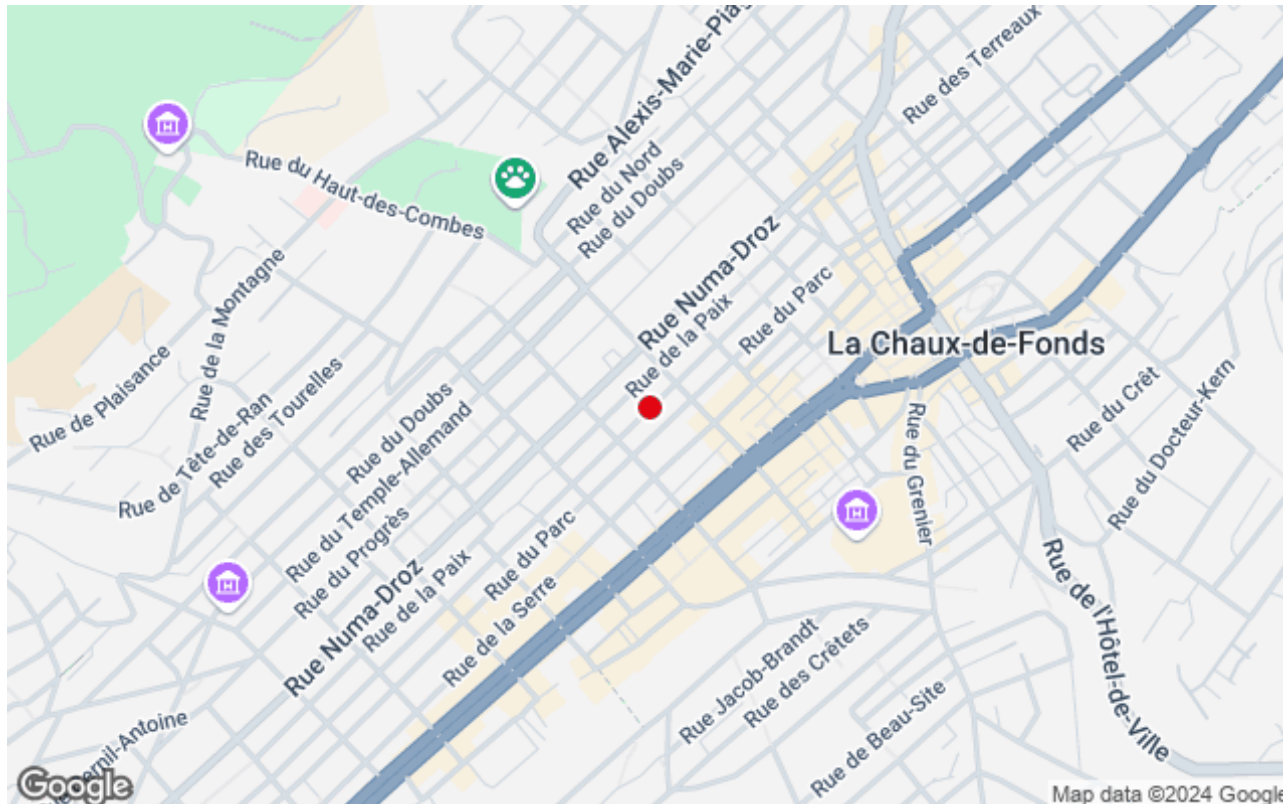 Rue Alexis-Marie-Piag
Rue des Terreaux
Rue du Haut-des-Combes
Rue du Nord
Rue du Doubs
Rue Numa-Droz
Rue de la Montagne
Rue de la Paix
Rue du Parc
La Chaux-de-Fonds
Rue de Plaisance
Rue de Tête-de-Ran
Rue des Tourelles
Rue du Doubs
Rue du Temple-Allemand
Rue du Crêt
Rue du Docteur-Kern
Rue du Grenier
Rue du Progrès
Rue du Parc
Rue de la Paix
Rue Numa-Droz
Rue de la Serre
Rue de l'Hôtel-de-Ville
Rue Jacob-Brandt
Rue des Crêtets
Rue de Beau-Site
ernil-Antoine
Google
Map data ©2024 Google